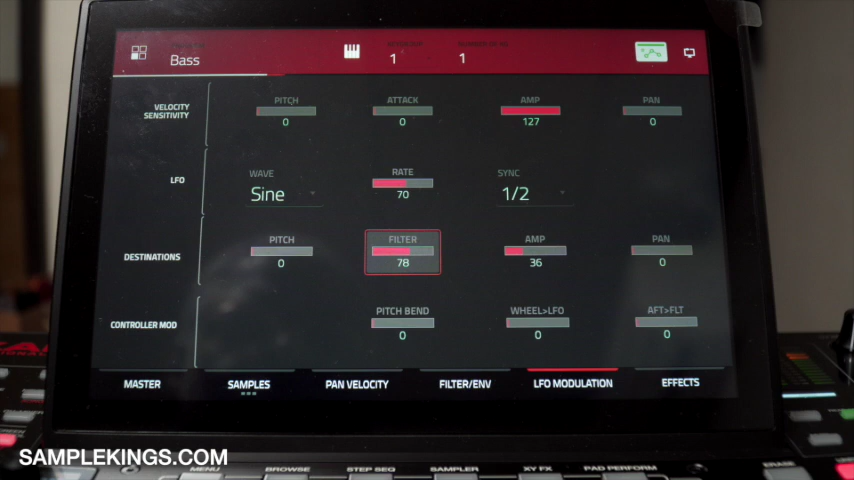 Bass
1
1
VELOCITY
SENSITIVITY
PITCH
ATTACK
AMP
PAN
0
0
127
0
LFO
WAVE
RATE
SYNC
Sine
70
1/2
DESTINATIONS
PITCH
FILTER
AMP
PAN
0
78
36
0
CONTROLLER MOD
PITCH BEND
WHEEL>LFO
AFT>FLT
0
0
0
MASTER
SAMPLES
PAN VELOCITY
FILTER/ENV
LFO MODULATION
EFFECTS
SAMPLEKINGS.COM
MENU
BROWSE
STEP SEQ
SAMPLER
XY FX
PAD PERFORM
ERASE